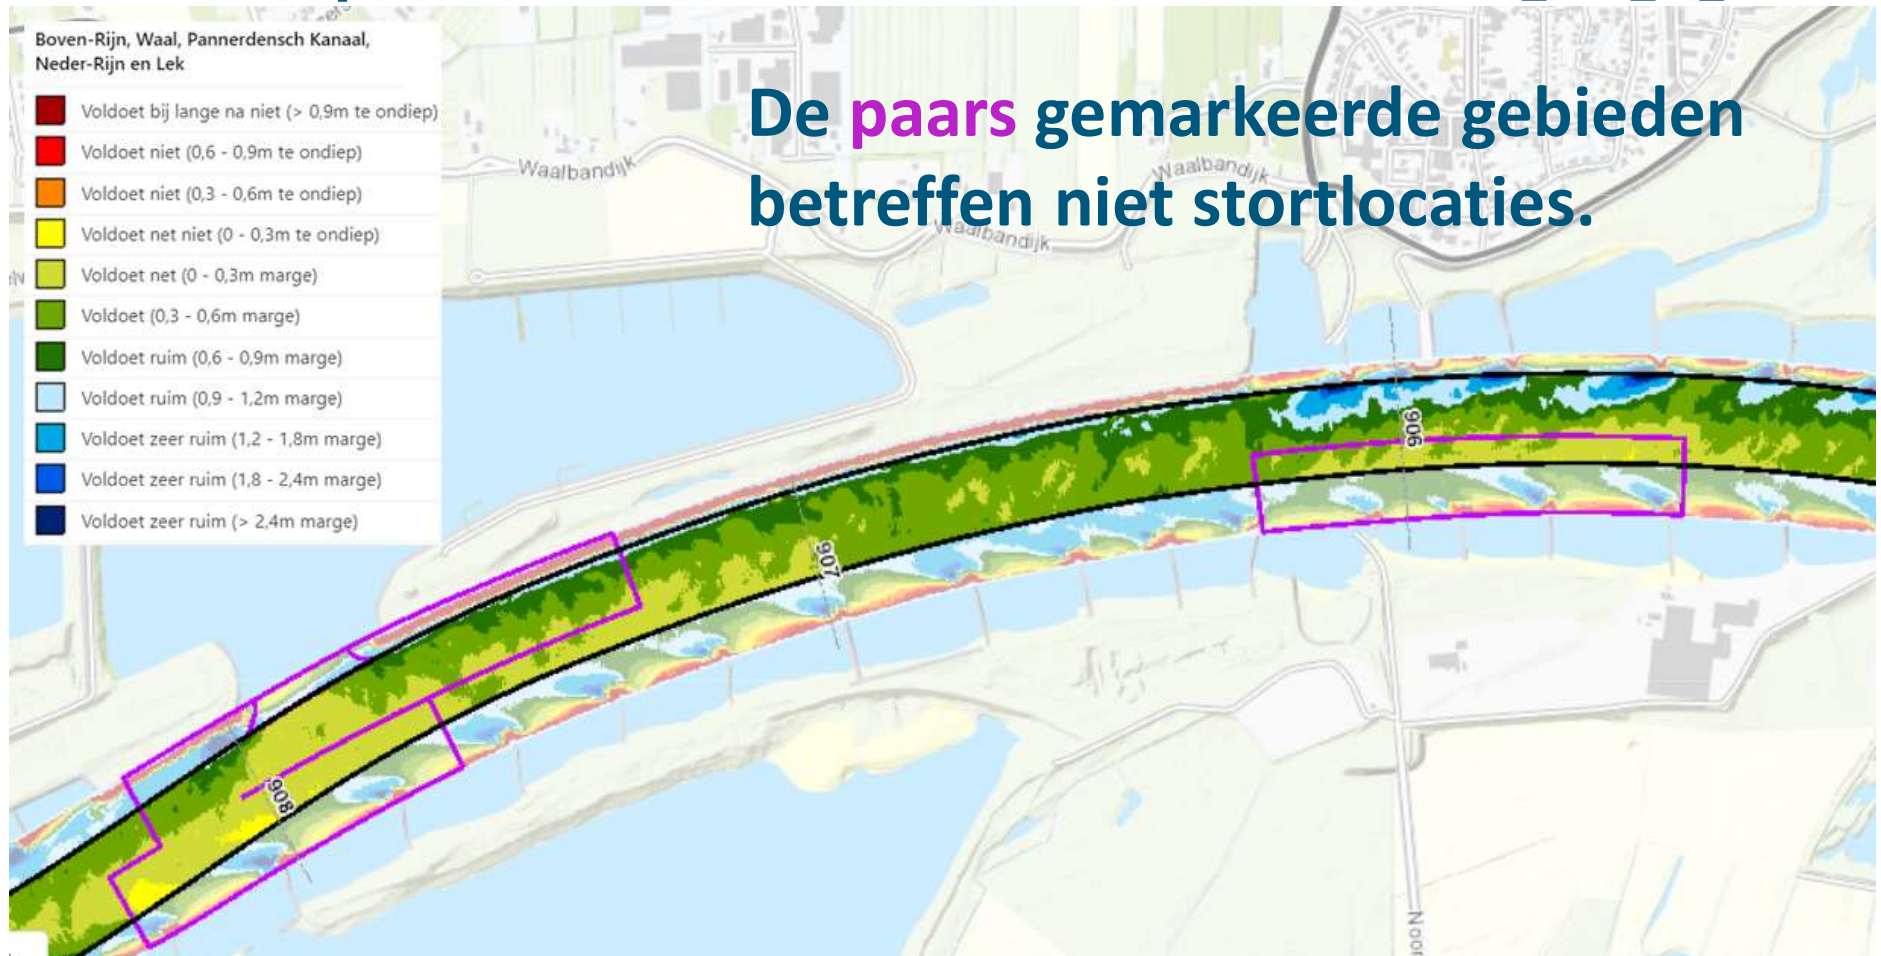 Boven-Rijn, Waal, Pannerdensch Kanaal,
Neder-Rijn en Lek
Voldoet bij lange na niet (> 0,9m te ondiep)
Voldoet niet (0,6 - 0,9m te ondiep)
Voldoet niet (0,3 - 0,6m te ondiep)
Voldoet net niet (0 - 0,3m te ondiep)
Voldoet net (0 - 0,3m marge)
Voldoet (0,3 - 0,6m marge)
Voldoet ruim (0,6 - 0,9m marge)
Voldoet ruim (0,9 - 1,2m marge)
Voldoet zeer ruim (1,2 - 1,8m marge)
Voldoet zeer ruim (1,8 - 2,4m marge)
Voldoet zeer ruim (> 2,4m marge)
De paars gemarkeerde gebieden
betreffen niet stortlocaties.
Waalbandijk
Waalbandijk
Waalbandijk
906
907
908